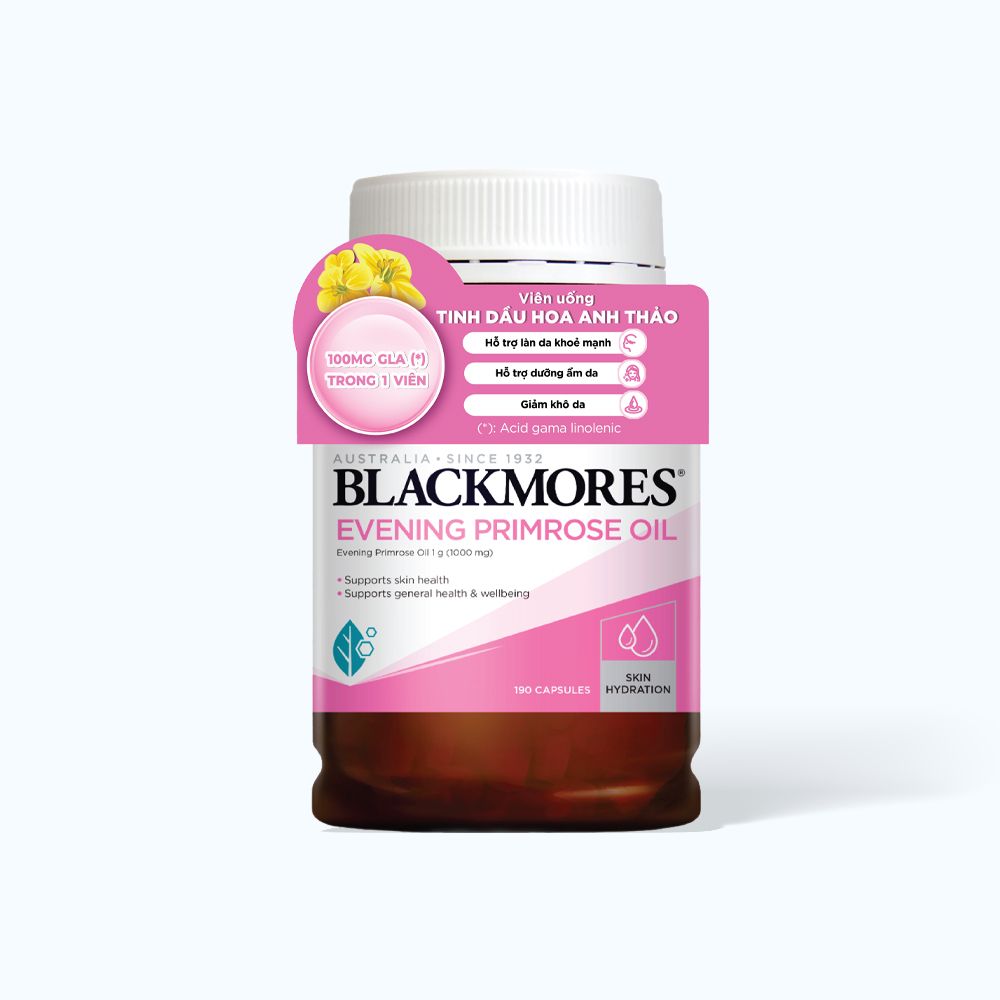 Viên uống
TINH DẦU HOA ANH THẢO
100MG GLA (*)
TRONG 1 VIÊN
Hỗ trợ làn da khoẻ mạnh
Hỗ trợ dưỡng ẩm da
Giảm khô da
(*): Acid gama linolenic
AUSTRALIA • SINCE 1932
BLACKMORES®
EVENING PRIMROSE OIL
Evening Primrose Oil 1 g (1000 mg)
• Supports skin health
• Supports general health & wellbeing
190 CAPSULES
SKIN
HYDRATION